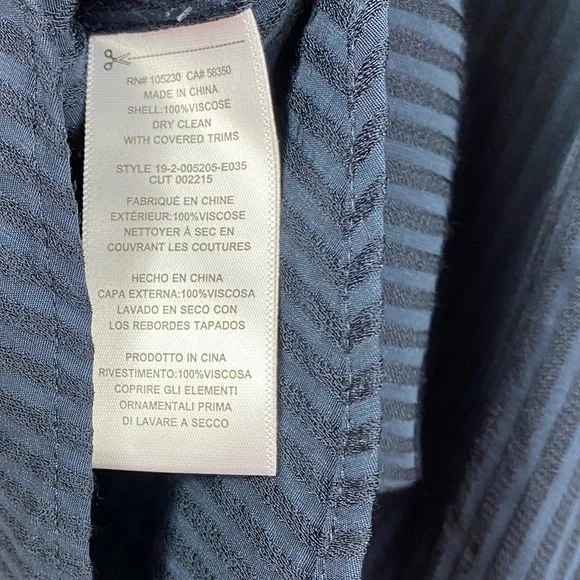 RN# 105230 CA# 58350
MADE IN CHINA
SHELL:100%VISCOSE
DRY CLEAN
WITH COVERED TRIMS
STYLE 19-2-005205-E035
CUT 002215
FABRIQUÉ EN CHINE
EXTÉRIEUR:100%VISCOSE
NETTOYER À SEC EN
COUVRANT LES COUTURES
HECHO EN CHINA
CAPA EXTERNA:100%VISCOSA
LAVADO EN SECO CON
LOS REBORDES TAPADOS
PRODOTTO IN CINA
RIVESTIMENTO:100%VISCOSA
COPRIRE GLI ELEMENTI
ORNAMENTALI PRIMA
DI LAVARE A SECCO